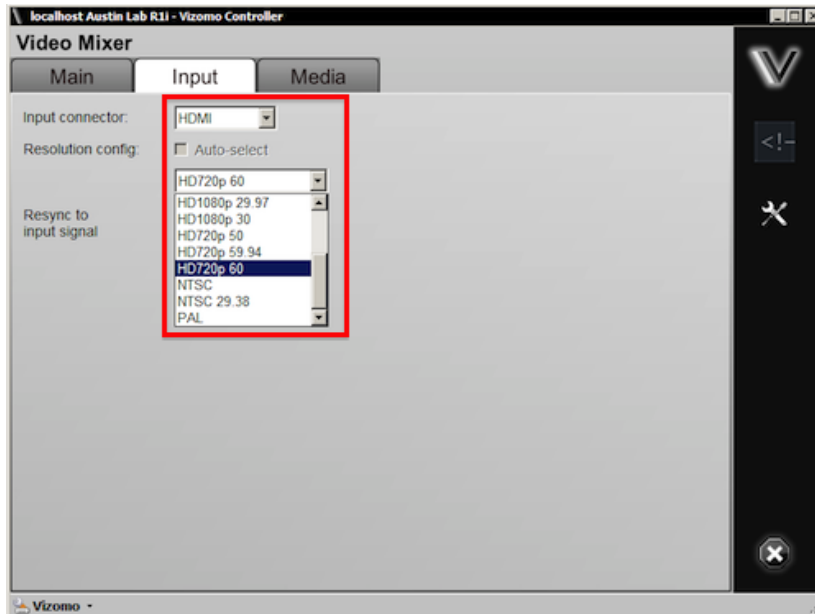 localhost Austin Lab R1i - Vizomo Controller
Video Mixer
Main Input Media
Input connector: HDMI
Resolution config: Auto-select
HD720p 60
Resync to
input signal
HD1080p 29.97
HD1080p 30
HD720p 50
HD720p 59.94
HD720p 60
NTSC
NTSC 29.38
PAL
V
<!-
Vizomo